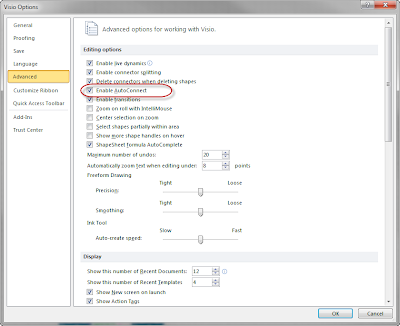 Visio Options
General
Proofing
Save
Language
Advanced
Customize Ribbon
Quick Access Toolbar
Add-Ins
Trust Center
Advanced options for working with Visio.
Editing options
Enable live dynamics
Enable connector splitting
Delete connectors when deleting shapes
Enable AutoConnect
Enable transitions
Zoom on roll with IntelliMouse
Center selection on zoom
Select shapes partially within area
Show more shape handles on hover
ShapeSheet formula AutoComplete
Maximum number of undos: 20
Automatically zoom text when editing under: 8 points
Freeform Drawing
Tight Loose
Precision:
Tight Loose
Smoothing:
Ink Tool
Slow Fast
Auto-create speed:
Display
Show this number of Recent Documents: 12
Show this number of Recent Templates 4
Show New screen on launch
Show Action Tags
OK Cancel